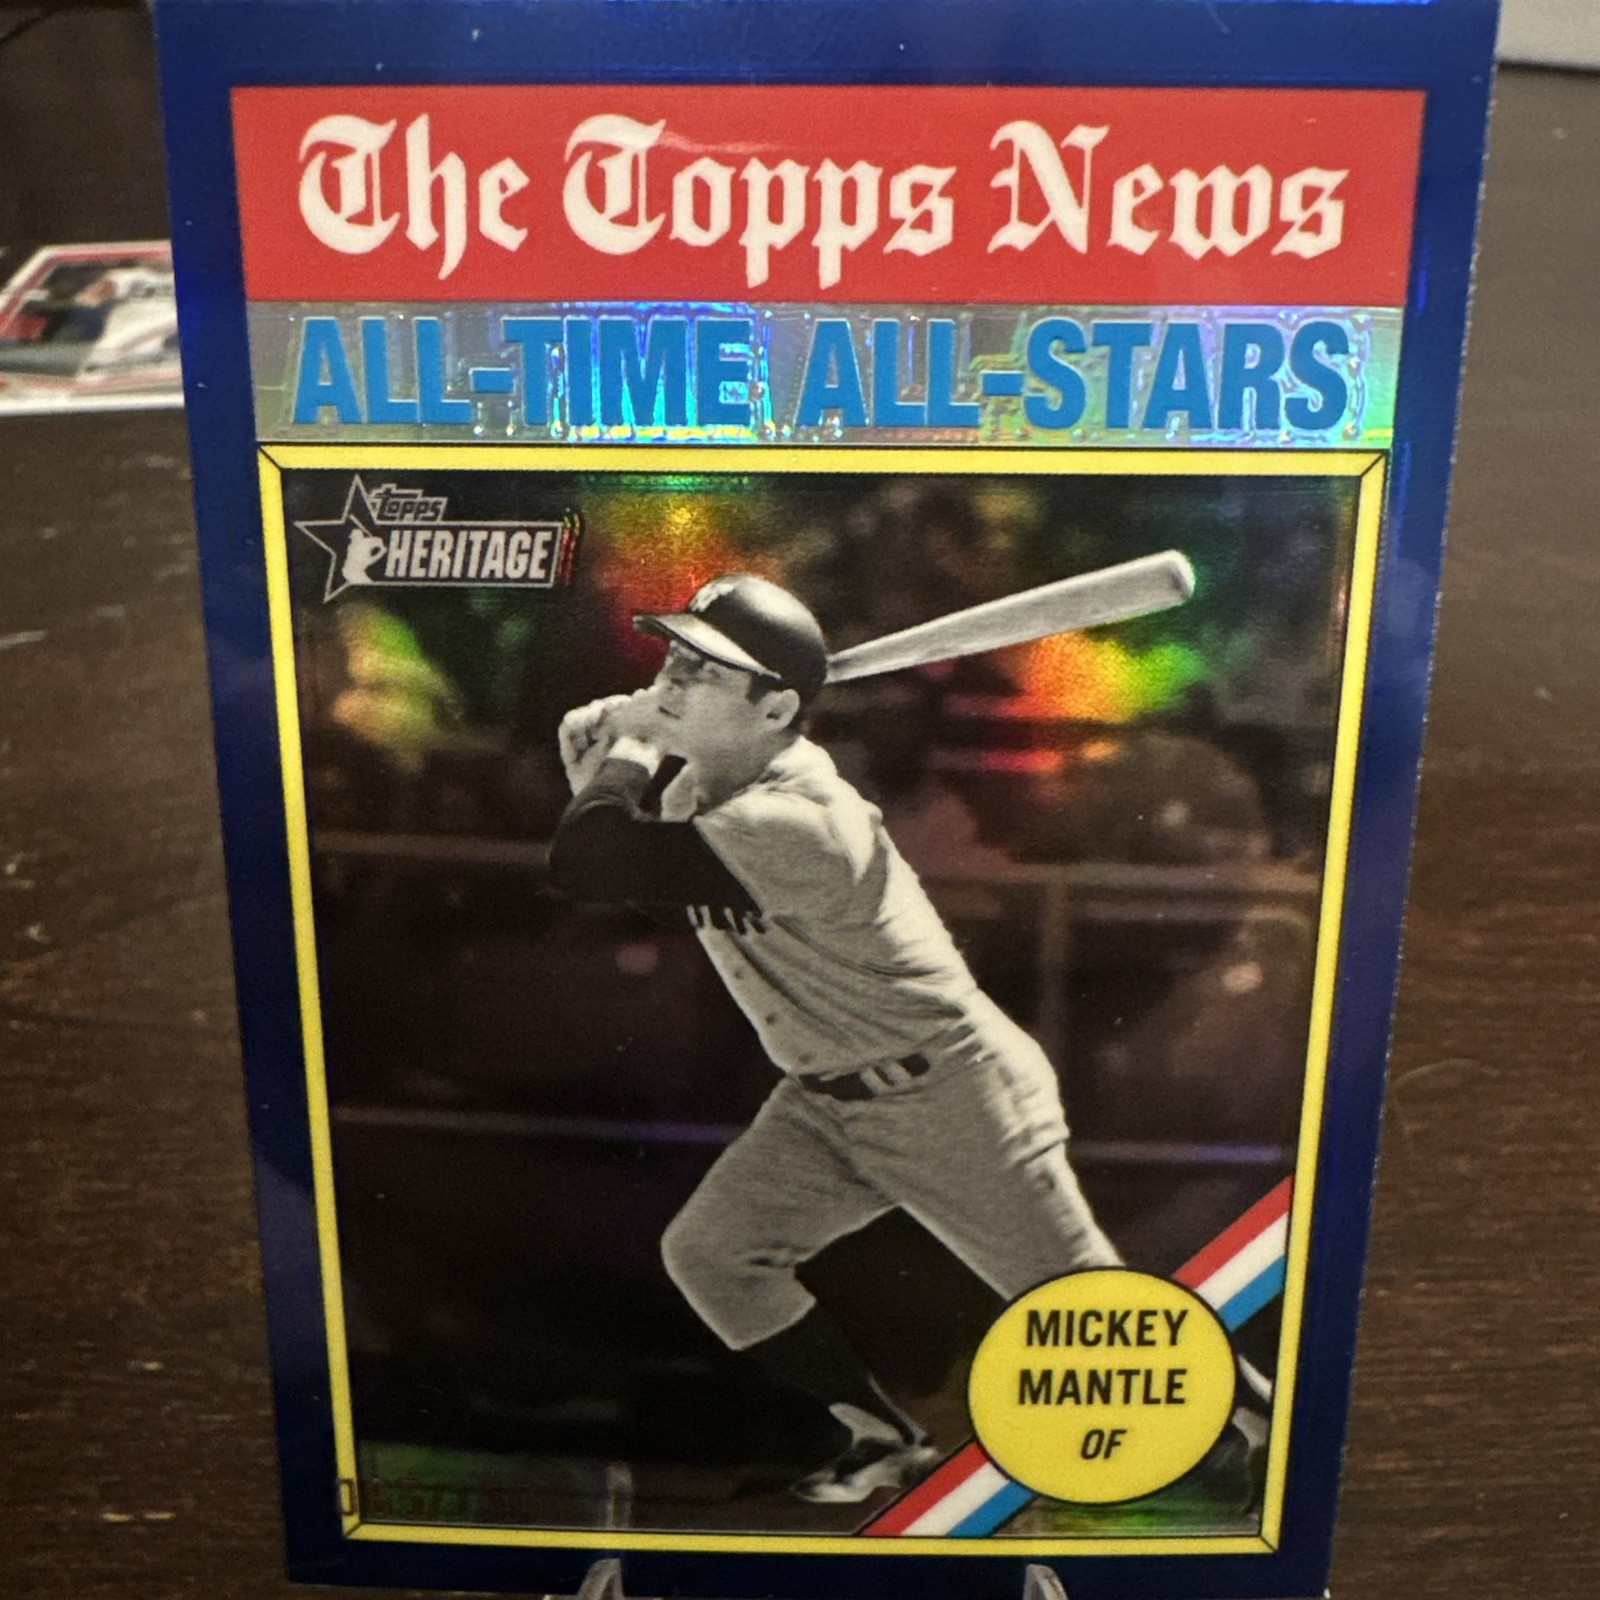 The Topps News
ALL-TIME ALL-STARS
topps
HERITAGE
MICKEY
MANTLE
OF